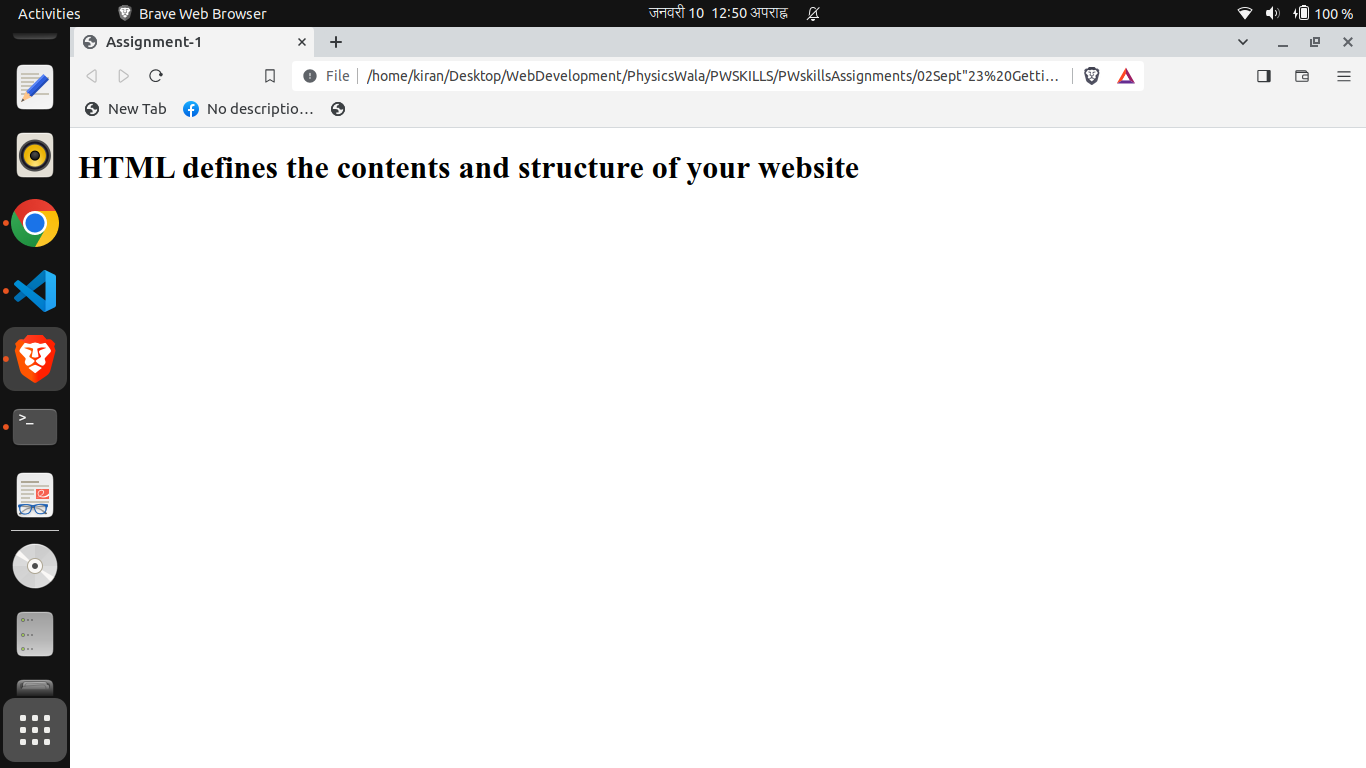 Activities
Brave Web Browser
जनवरी 10 12:50 अपराह्न
100 %
Assignment-1
File
/home/kiran/Desktop/WebDevelopment/PhysicsWala/PWSKILLS/PWskillsAssignments/02Sept"23%20Getti…
New Tab
No descriptio…
HTML defines the contents and structure of your website
>_